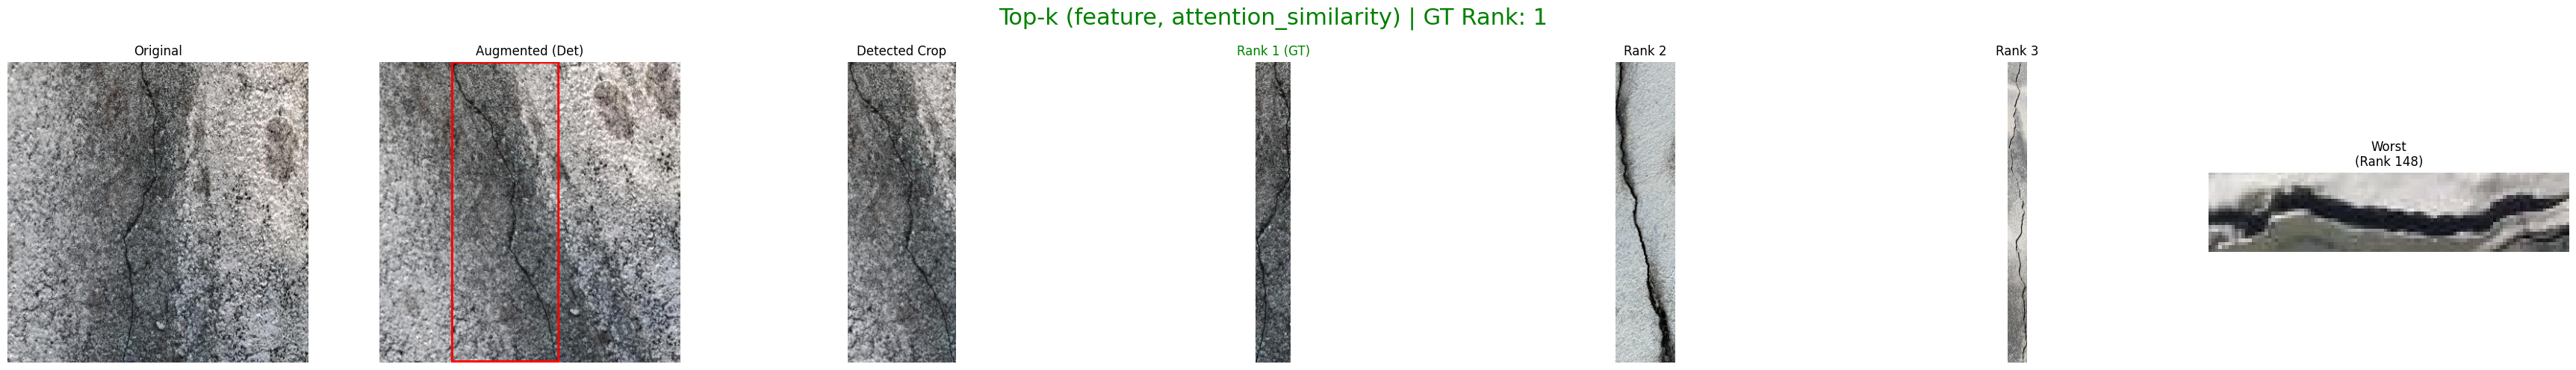 Top-k (feature, attention_similarity) | GT Rank: 1
Original
Augmented (Det)
Detected Crop
Rank 1 (GT)
Rank 2
Rank 3
Worst
(Rank 148)